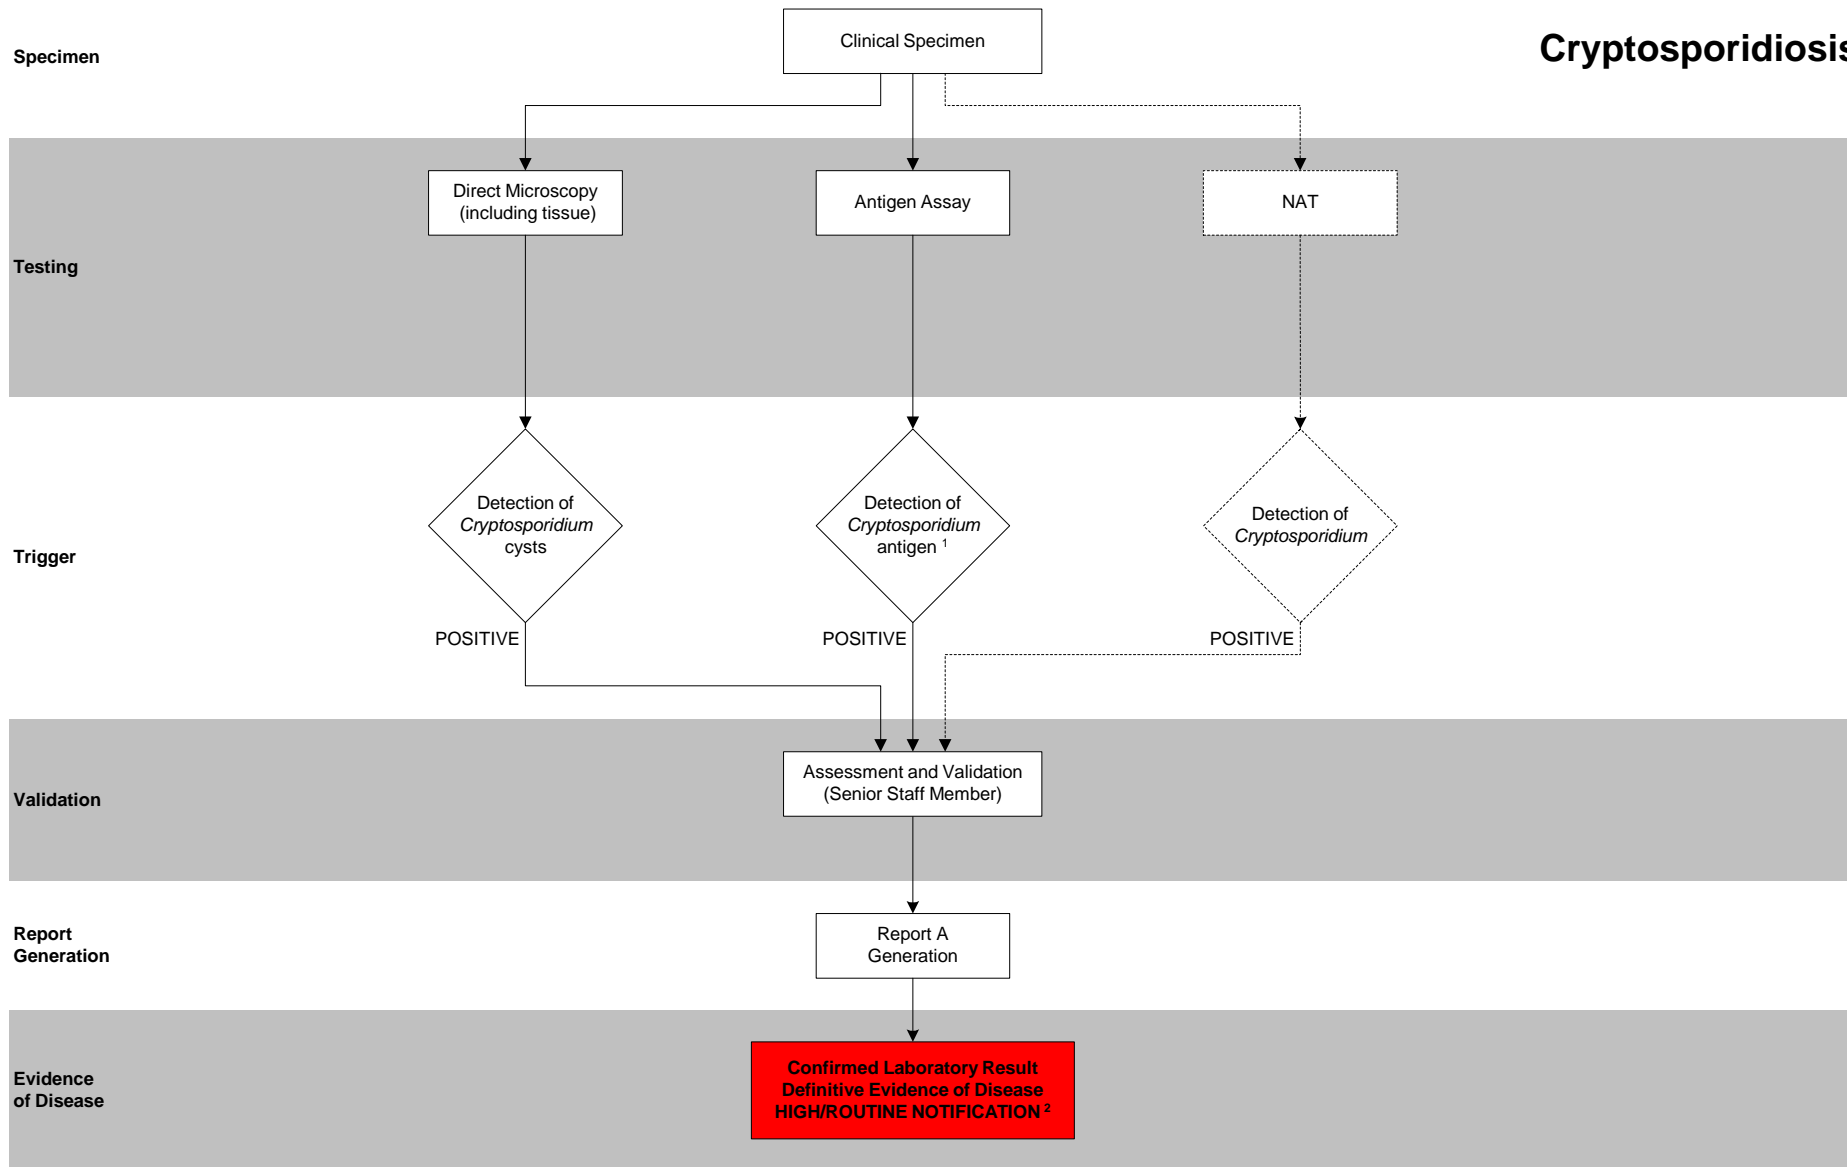 Specimen
Clinical Specimen
Cryptosporidiosis
Testing
Direct Microscopy
(including tissue)
Antigen Assay
NAT
Trigger
Detection of
Cryptosporidium
cysts
POSITIVE
Detection of
Cryptosporidium
antigen ¹
POSITIVE
Detection of
Cryptosporidium
POSITIVE
Validation
Assessment and Validation
(Senior Staff Member)
Report
Generation
Report A
Generation
Evidence
of Disease
Confirmed Laboratory Result
Definitive Evidence of Disease
HIGH/ROUTINE NOTIFICATION ²